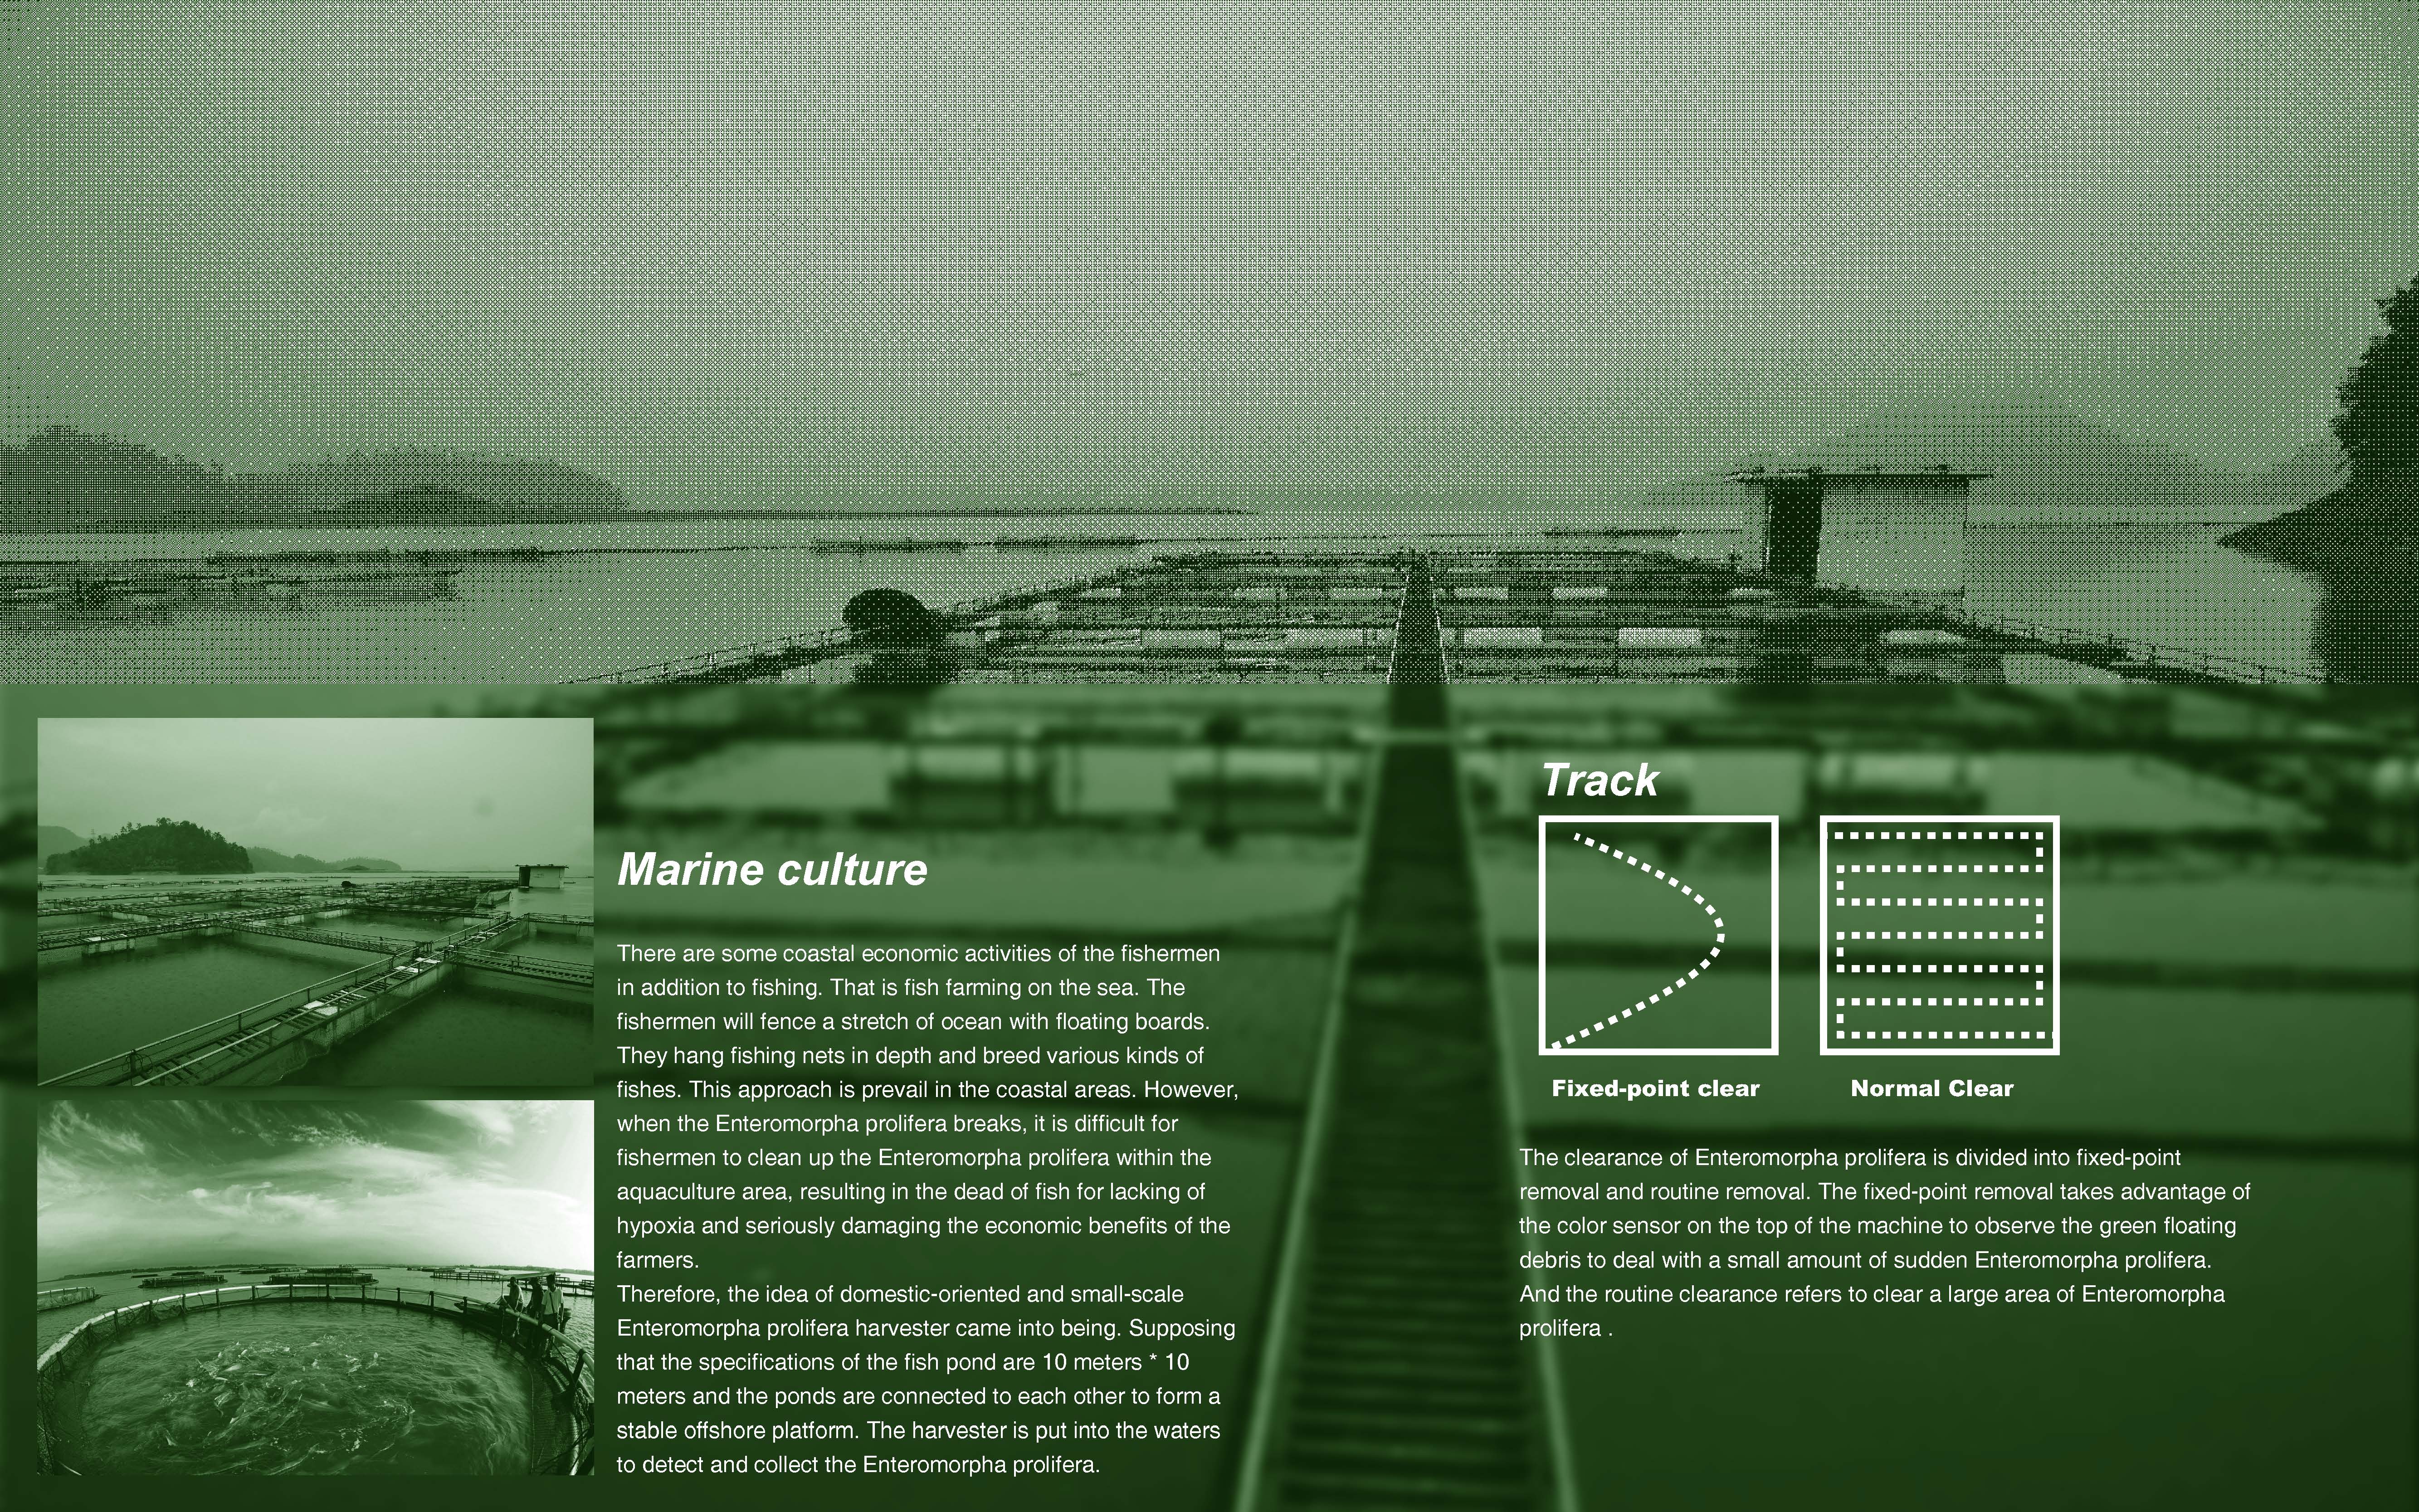 Marine culture
There are some coastal economic activities of the fishermen
in addition to fishing. That is fish farming on the sea. The
fishermen will fence a stretch of ocean with floating boards.
They hang fishing nets in depth and breed various kinds of
fishes. This approach is prevail in the coastal areas. However,
when the Enteromorpha prolifera breaks, it is difficult for
fishermen to clean up the Enteromorpha prolifera within the
aquaculture area, resulting in the dead of fish for lacking of
hypoxia and seriously damaging the economic benefits of the
farmers.
Therefore, the idea of domestic-oriented and small-scale
Enteromorpha prolifera harvester came into being. Supposing
that the specifications of the fish pond are 10 meters * 10
meters and the ponds are connected to each other to form a
stable offshore platform. The harvester is put into the waters
to detect and collect the Enteromorpha prolifera.
Track
Fixed-point clear
Normal Clear
The clearance of Enteromorpha prolifera is divided into fixed-point
removal and routine removal. The fixed-point removal takes advantage of
the color sensor on the top of the machine to observe the green floating
debris to deal with a small amount of sudden Enteromorpha prolifera.
And the routine clearance refers to clear a large area of Enteromorpha
prolifera .